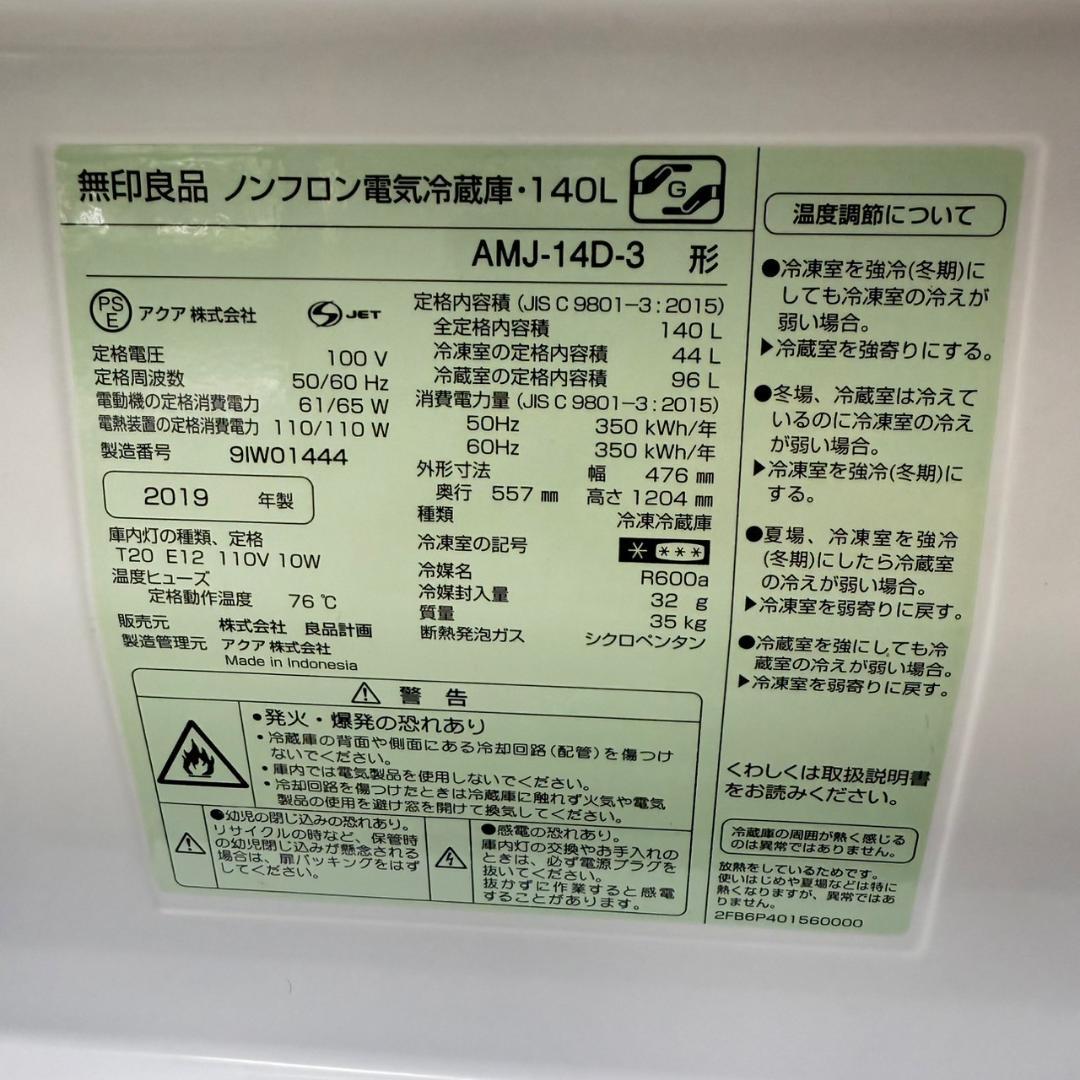 無印良品 ノンフロン電気冷蔵庫・140L
G
AMJ-14D-3 形
PS
E
アクア 株式会社
JET
定格電圧 100 V
定格周波数 50/60 Hz
電動機の定格消費電力 61/65 W
電熱装置の定格消費電力 110/110 W
製造番号 9IW01444
2019 年製
庫内灯の種類、定格
T20 E12 110V 10W
温度ヒューズ
定格動作温度 76 ℃
販売元 株式会社 良品計画
製造管理元 アクア 株式会社
Made in Indonesia
定格内容積 (JIS C 9801-3:2015)
全定格内容積 140 L
冷凍室の定格内容積 44 L
冷蔵室の定格内容積 96 L
消費電力量 (JIS C 9801-3:2015)
50Hz 350 kWh/年
60Hz 350 kWh/年
外形寸法 幅 476 mm
奥行 557 mm 高さ 1204 mm
種類 冷凍冷蔵庫
冷凍室の記号 * ***
冷媒名 R600a
冷媒封入量 32 g
質量 35 kg
断熱発泡ガス シクロペンタン
⚠ 警告
•発火・爆発の恐れあり
・冷蔵庫の背面や側面にある冷却回路(配管)を傷つけ
ないでください。
・庫内では電気製品を使用しないでください。
・冷却回路を傷つけたときは冷蔵庫に触れず火気や電気
製品の使用を避け窓を開けて換気してください。
●幼児の閉じ込みの恐れあり。
リサイクルの時など、保管時
の幼児閉じ込みが懸念される
場合は、扉パッキングをはず
してください。
●感電の恐れあり。
庫内灯の交換やお手入れの
ときは、必ず電源プラグを
抜いてください。
抜かずに作業すると感電
することがあります。
温度調節について
●冷凍室を強冷(冬期)に
しても冷凍室の冷えが
弱い場合。
▶冷蔵室を強寄りにする。
●冬場、冷蔵室は冷えて
いるのに冷凍室の冷え
が弱い場合。
▶冷凍室を強冷(冬期)に
する。
●夏場、冷凍室を強冷
(冬期)にしたら冷蔵室
の冷えが弱い場合。
▶冷凍室を弱寄りに戻す。
●冷蔵室を強にしても冷
蔵室の冷えが弱い場合。
▶冷凍室を弱寄りに戻す。
くわしくは取扱説明書
をお読みください。
冷蔵庫の周囲が熱く感じる
のは異常ではありません。
放熱をしているためです。
使いはじめや夏場などは特に
熱くなりますが、異常ではあ
りません。
2FB6P401560000